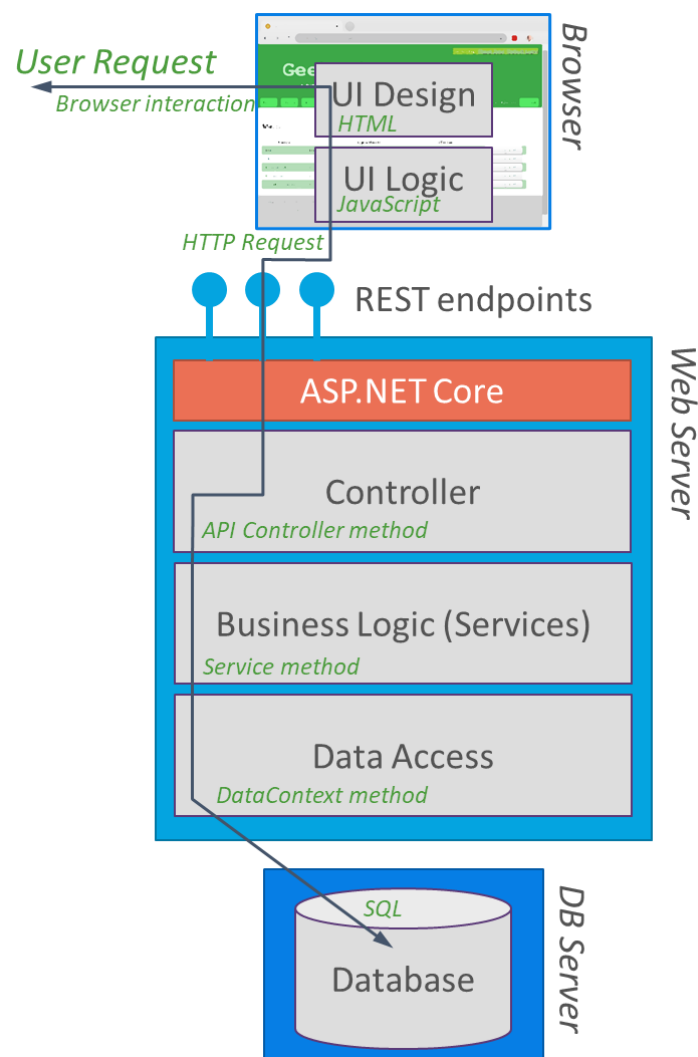 User Request
Browser interaction
Gee
UI Design
HTML
UI Logic
JavaScript
Browser
HTTP Request
REST endpoints
Web Server
ASP.NET Core
Controller
API Controller method
Business Logic (Services)
Service method
Data Access
DataContext method
DB Server
SQL
Database